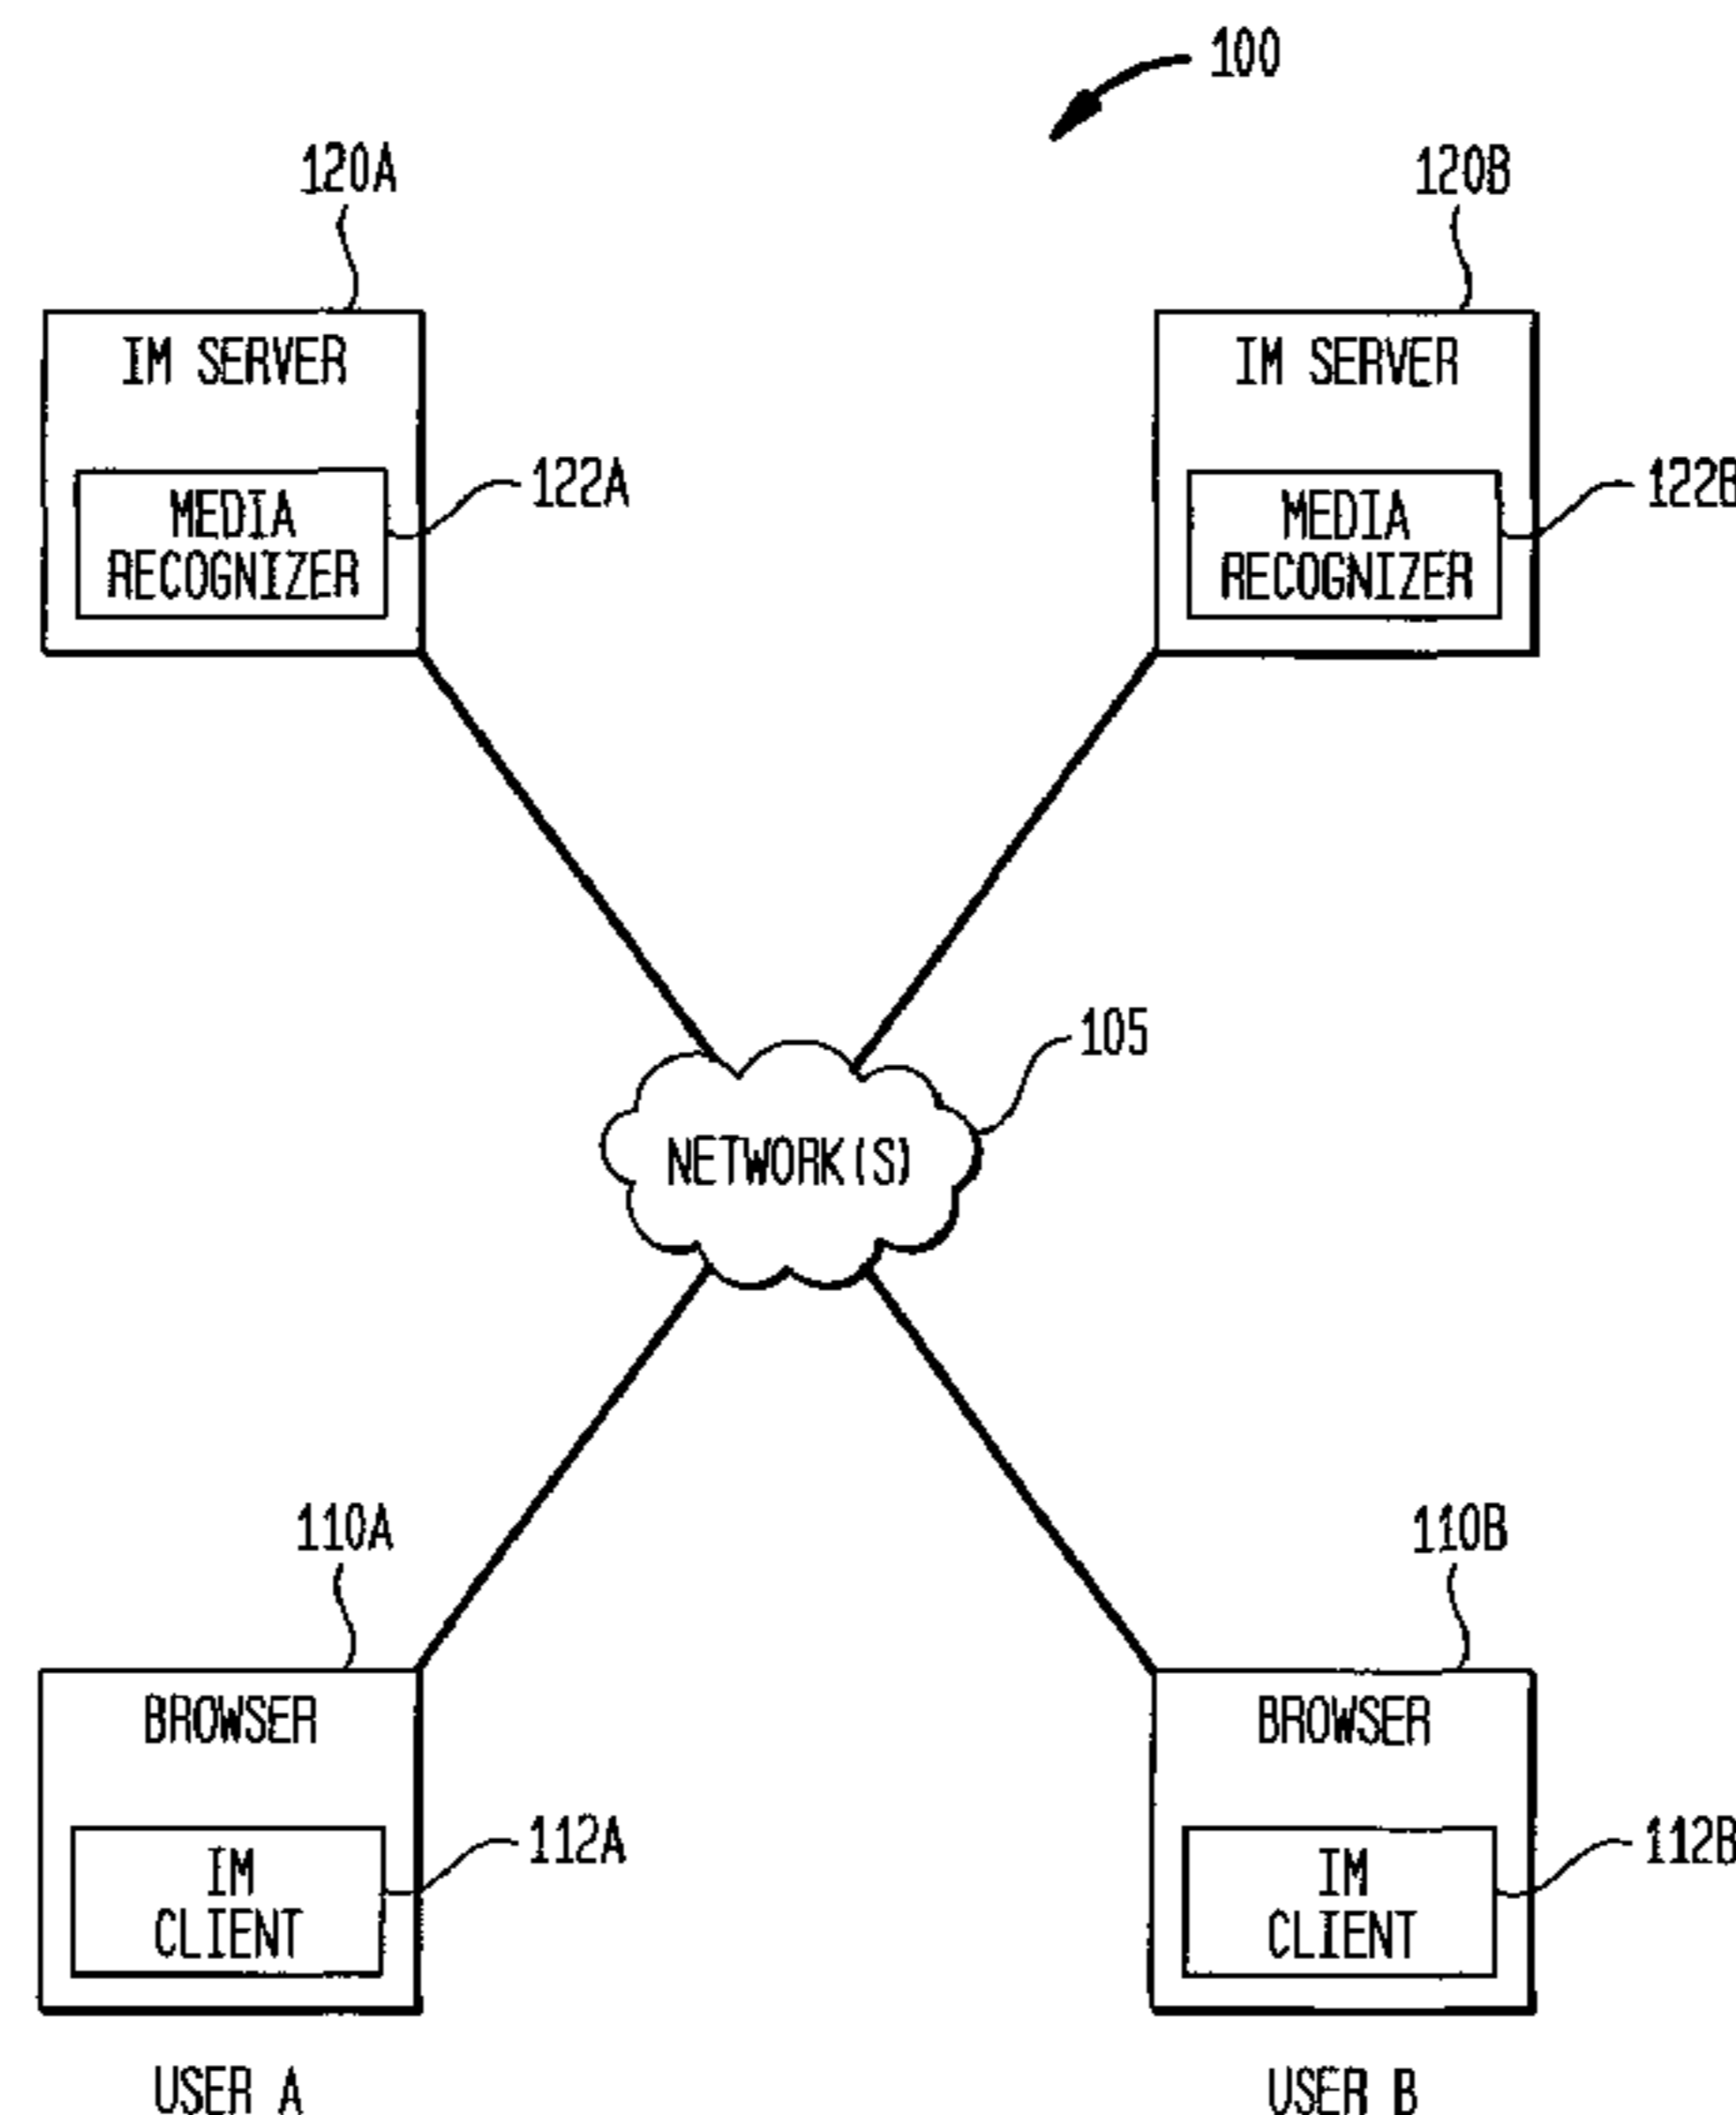 100
120A
120B
IM SERVER
IM SERVER
122A
122B
MEDIA
RECOGNIZER
MEDIA
RECOGNIZER
105
NETWORK(S)
110A
110B
BROWSER
BROWSER
112A
112B
IM
CLIENT
IM
CLIENT
USER A
USER B